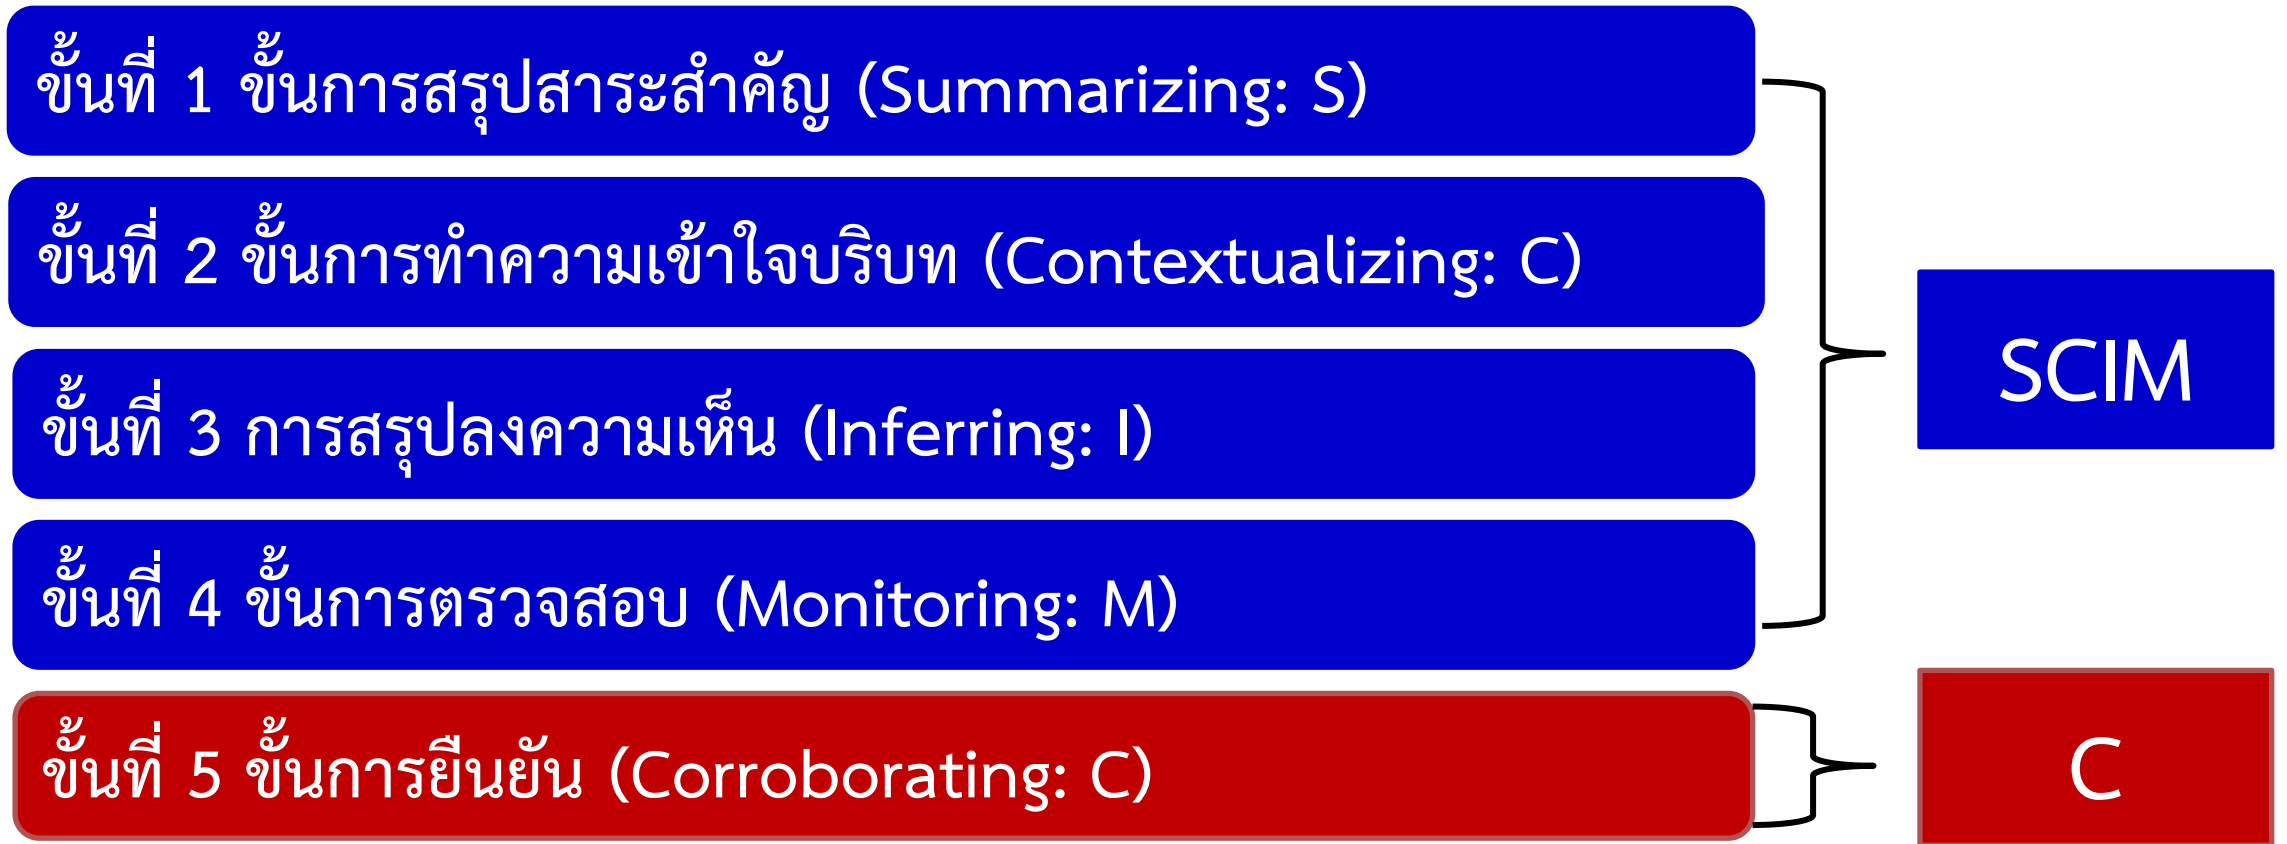 ขั้นที่ 1 ขั้นการสรุปสาระสำคัญ (Summarizing: S)
ขั้นที่ 2 ขั้นการทำความเข้าใจบริบท (Contextualizing: C)
ขั้นที่ 3 การสรุปลงความเห็น (Inferring: I)
ขั้นที่ 4 ขั้นการตรวจสอบ (Monitoring: M)
SCIM
ขั้นที่ 5 ขั้นการยืนยัน (Corroborating: C)
C